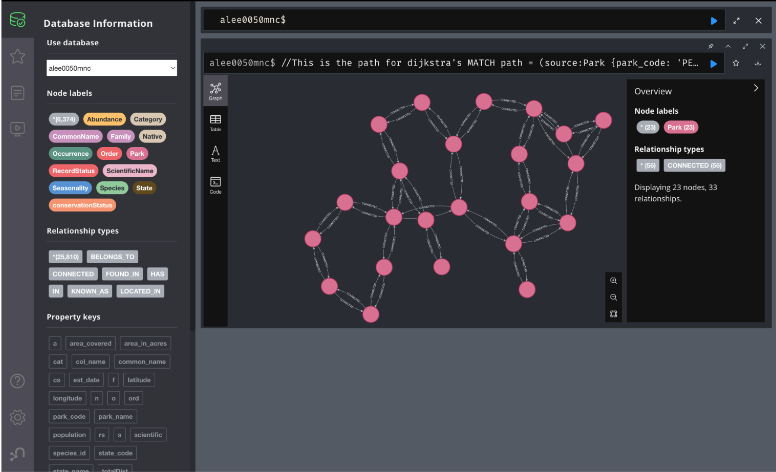 Database Information
Use database
alee0050mnc
Node labels
*(6,374) Abundance Category
CommonName Family Native
Occurrence Order Park
RecordStatus ScientificName
Seasonality Species State
conservationStatus
Relationship types
*(25,810) BELONGS_TO
CONNECTED FOUND_IN HAS
IN KNOWN_AS LOCATED_IN
Property keys
a area_covered area_in_acres
cat col_name common_name
cs est_date f latitude
longitude n o ord
park_code park_name
population rs s scientific
species_id state_code
state_name totalDist
alee0050mnc$
alee0050mnc$ //This is the path for dijkstra's MATCH path = (source:Park {park_code: 'PE…
Graph
Table
Text
Code
Overview
Node labels
* (23) Park (23)
Relationship types
* (56) CONNECTED (56)
Displaying 23 nodes, 33
relationships.